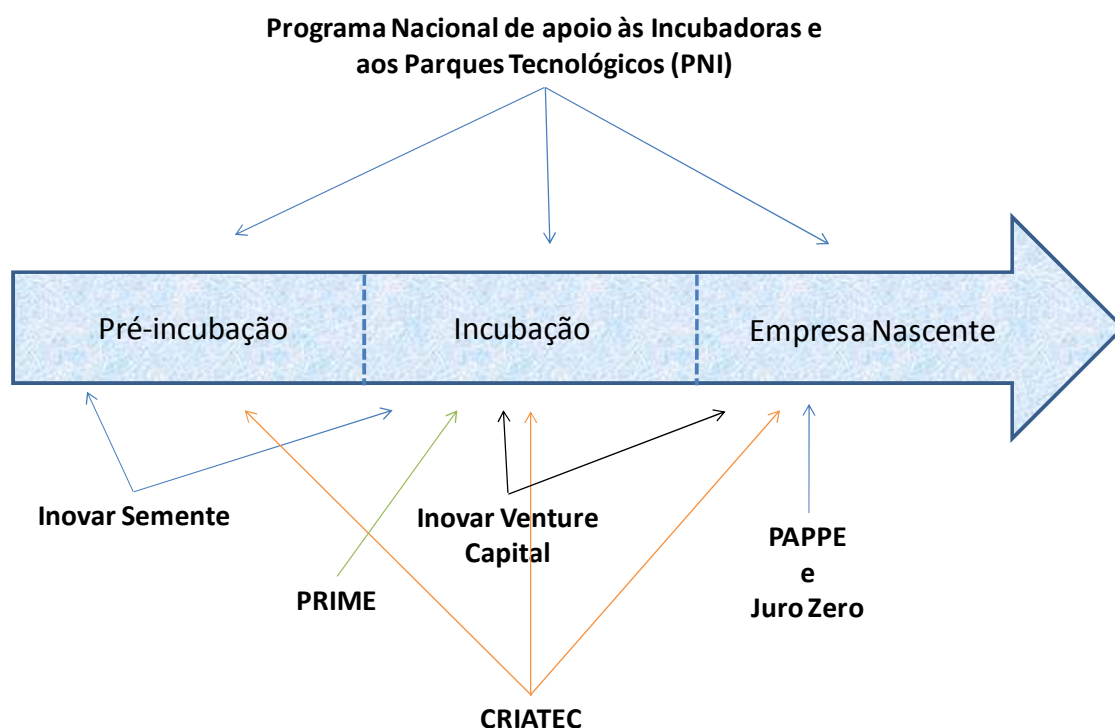 Programa Nacional de apoio às Incubadoras e
aos Parques Tecnológicos (PNI)
Pré-incubação
Incubação
Empresa Nascente
Inovar Semente
Inovar Venture
Capital
PAPPE
e
Juro Zero
PRIME
CRIATEC